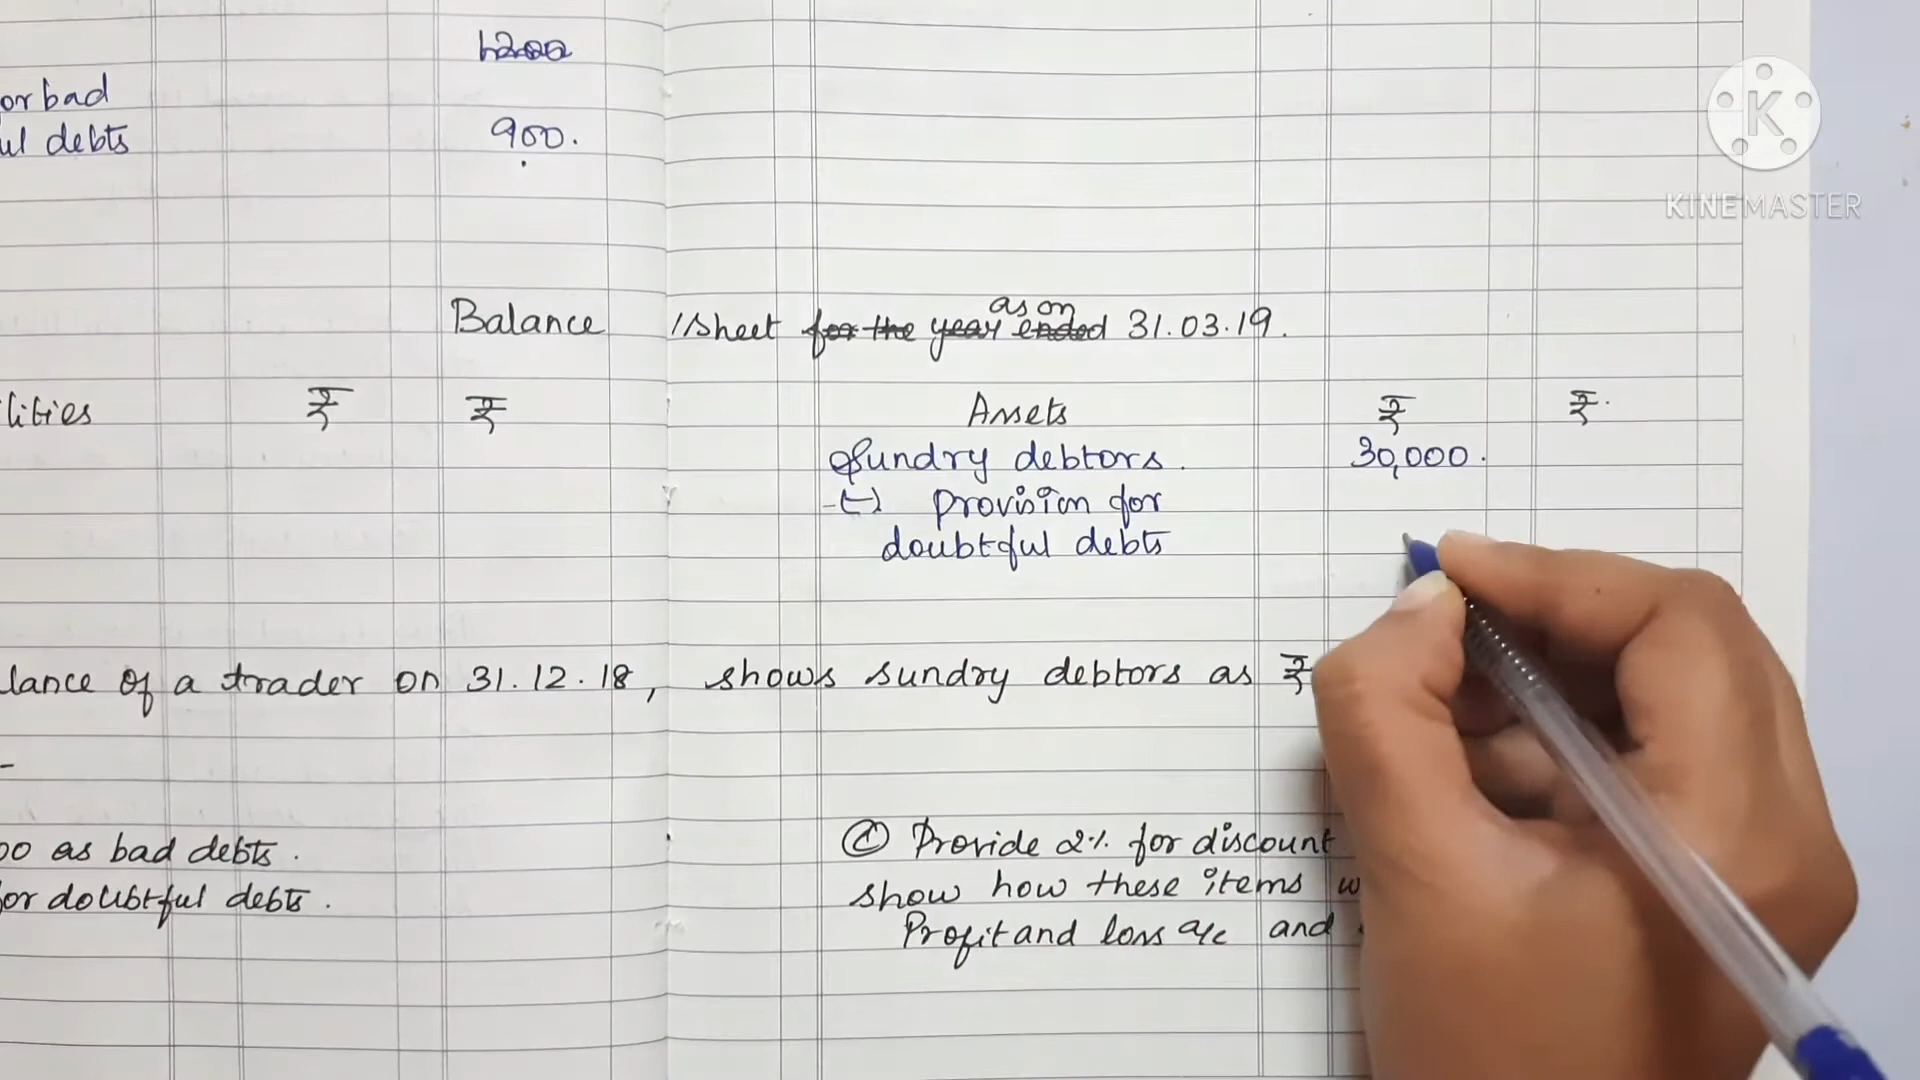 1200
or bad
ul debts 900.
K
KINEMASTER
as on
Balance Sheet for the year ended 31.03.19.
lities ₹ ₹ Assets ₹ ₹.
Sundry debtors. 30,000.
(-) Provision for
doubtful debts
lance of a trader on 31.12.18, shows sundry debtors as ₹
-
00 as bad debts.
or doubtful debts.
C Provide 2% for discount
show how these items w
Profit and loss a/c and